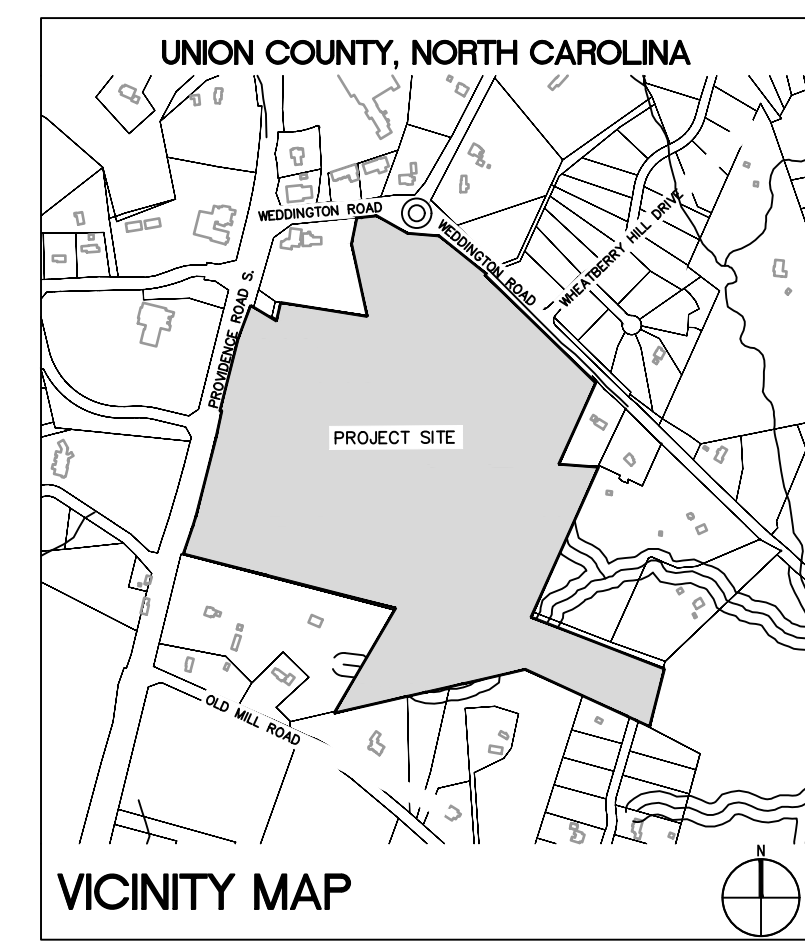 UNION COUNTY, NORTH CAROLINA
WEDDINGTON ROAD
WEDDINGTON ROAD
WHEATBERRY HILL DRIVE
PROVIDENCE ROAD S.
PROJECT SITE
OLD MILL ROAD
VICINITY MAP
N